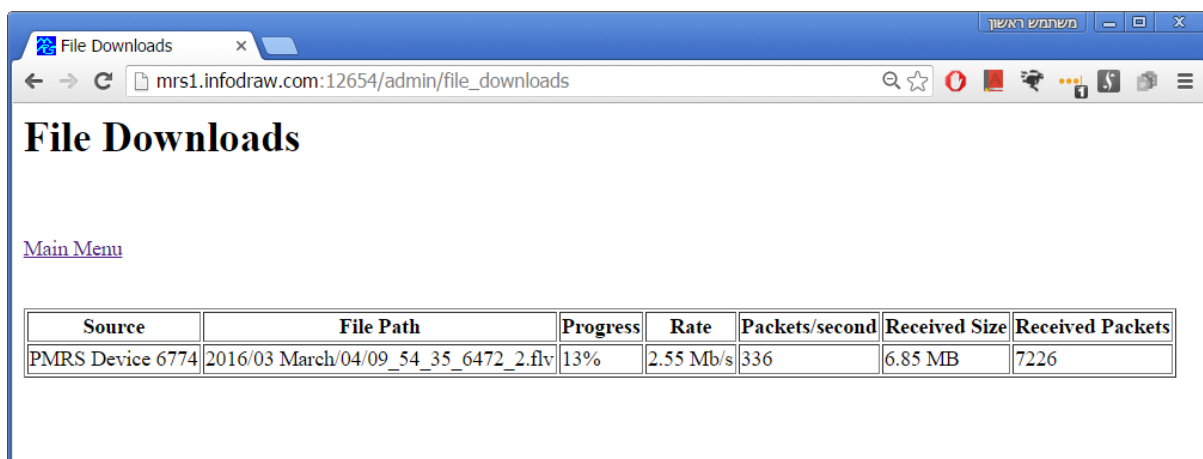 משתמש ראשון
File Downloads
mrs1.infodraw.com:12654/admin/file_downloads
1
File Downloads
Main Menu
Source File Path Progress Rate Packets/second Received Size Received Packets
PMRS Device 6774 2016/03 March/04/09_54_35_6472_2.flv 13% 2.55 Mb/s 336 6.85 MB 7226